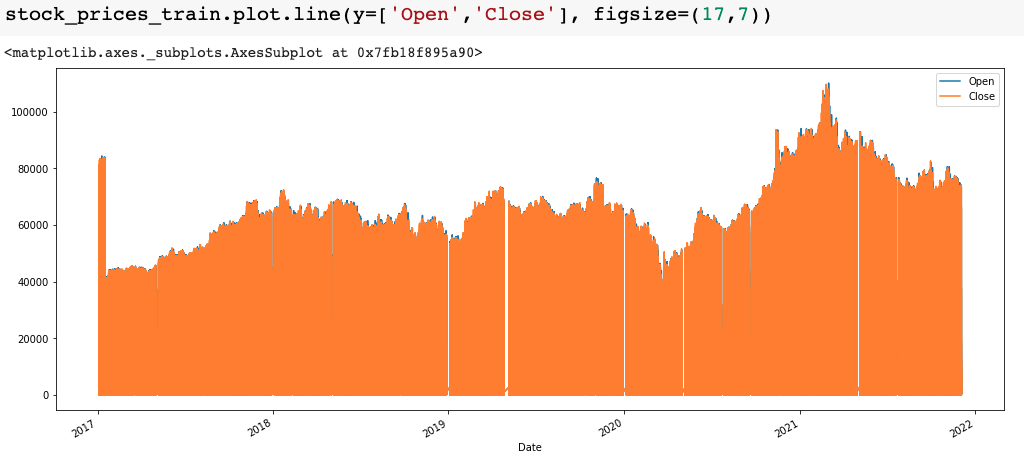 stock_prices_train.plot.line(y=['Open','Close'], figsize=(17,7))
<matplotlib.axes._subplots.AxesSubplot at 0x7fb18f895a90>
Open
Close
100000
80000
60000
40000
20000
0
2017
2018
2019
2020
2021
2022
Date